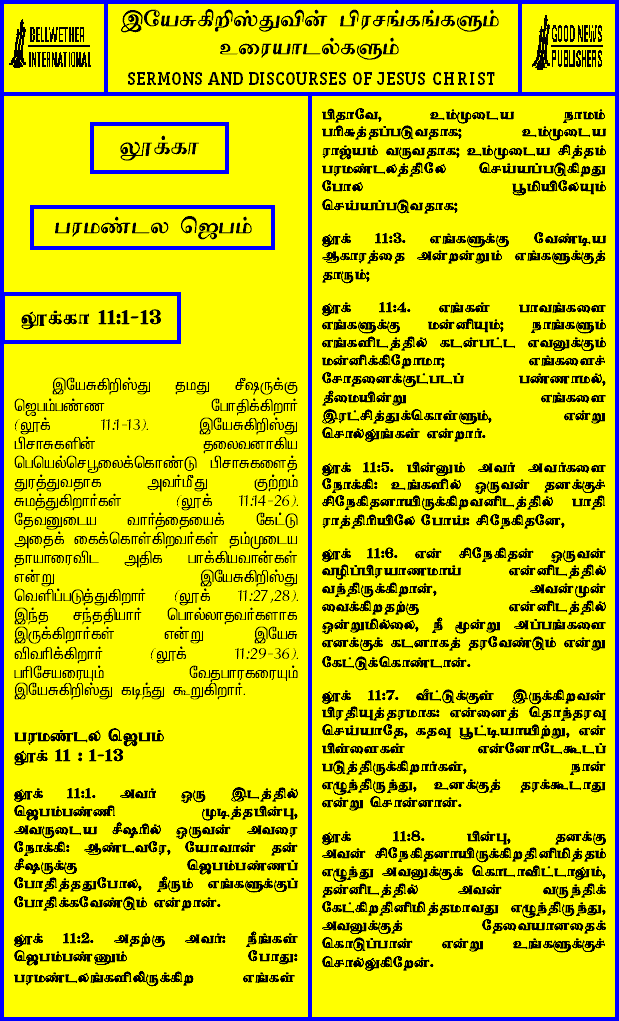 BELLWETHER
INTERNATIONAL
இயேசுகிறிஸ்துவின் பிரசங்கங்களும்
உரையாடல்களும்
SERMONS AND DISCOURSES OF JESUS CHRIST
GOOD NEWS
PUBLISHERS
லூக்கா
பரமண்டல ஜெபம்
லூக்கா 11:1-13
இயேசுகிறிஸ்து தமது சீஷருக்கு
ஜெபம்பண்ண போதிக்கிறார்
(லூக் 11:1-13). இயேசுகிறிஸ்து
பிசாசுகளின் தலைவனாகிய
பெயெல்செபூலைக்கொண்டு பிசாசுகளைத்
துரத்துவதாக அவர்மீது குற்றம்
சுமத்துகிறார்கள் (லூக் 11:14-26).
தேவனுடைய வார்த்தையைக் கேட்டு
அதைக் கைக்கொள்கிறவர்கள் தம்முடைய
தாயாரைவிட அதிக பாக்கியவான்கள்
என்று இயேசுகிறிஸ்து
வெளிப்படுத்துகிறார் (லூக் 11:27,28).
இந்த சந்ததியார் பொல்லாதவர்களாக
இருக்கிறார்கள் என்று இயேசு
விவரிக்கிறார் (லூக் 11:29-36).
பரிசேயரையும் வேதபாரகரையும்
இயேசுகிறிஸ்து கடிந்து கூறுகிறார்.
பரமண்டல ஜெபம்
லூக் 11 : 1-13
லூக் 11:1. அவர் ஒரு இடத்தில்
ஜெபம்பண்ணி முடித்தபின்பு,
அவருடைய சீஷரில் ஒருவன் அவரை
நோக்கி: ஆண்டவரே, யோவான் தன்
சீஷருக்கு ஜெபம்பண்ணப்
போதித்ததுபோல, நீரும் எங்களுக்குப்
போதிக்கவேண்டும் என்றான்.
லூக் 11:2. அதற்கு அவர்: நீங்கள்
ஜெபம்பண்ணும் போது:
பரமண்டலங்களிலிருக்கிற எங்கள்
பிதாவே, உம்முடைய நாமம்
பரிசுத்தப்படுவதாக; உம்முடைய
ராஜ்யம் வருவதாக; உம்முடைய சித்தம்
பரமண்டலத்திலே செய்யப்படுகிறது
போல பூமியிலேயும்
செய்யப்படுவதாக;
லூக் 11:3. எங்களுக்கு வேண்டிய
ஆகாரத்தை அன்றன்றும் எங்களுக்குத்
தாரும்;
லூக் 11:4. எங்கள் பாவங்களை
எங்களுக்கு மன்னியும்; நாங்களும்
எங்களிடத்தில் கடன்பட்ட எவனுக்கும்
மன்னிக்கிறோமா; எங்களைச்
சோதனைக்குட்படப் பண்ணாமல்,
தீமையின்று எங்களை
இரட்சித்துக்கொள்ளும், என்று
சொல்லுங்கள் என்றார்.
லூக் 11:5. பின்னும் அவர் அவர்களை
நோக்கி: உங்களில் ஒருவன் தனக்குச்
சிநேகிதனாயிருக்கிறவனிடத்தில் பாதி
ராத்திரியிலே போய்: சிநேகிதனே,
லூக் 11:6. என் சிநேகிதன் ஒருவன்
வழிப்பிரயாணமாய் என்னிடத்தில்
வந்திருக்கிறான், அவன்முன்
வைக்கிறதற்கு என்னிடத்தில்
ஒன்றுமில்லை, நீ மூன்று அப்பங்களை
எனக்குக் கடனாகத் தரவேண்டும் என்று
கேட்டுக்கொண்டான்.
லூக் 11:7. வீட்டுக்குள் இருக்கிறவன்
பிரதியுத்தரமாக: என்னைத் தொந்தரவு
செய்யாதே, கதவு பூட்டியாயிற்று, என்
பிள்ளைகள் என்னோடேகூடப்
படுத்திருக்கிறார்கள், நான்
எழுந்திருந்து, உனக்குத் தரக்கூடாது
என்று சொன்னான்.
லூக் 11:8. பின்பு, தனக்கு
அவன் சிநேகிதனாயிருக்கிறதினிமித்தம்
எழுந்து அவனுக்குக் கொடாவிட்டாலும்,
தன்னிடத்தில் அவன் வருந்திக்
கேட்கிறதினிமித்தமாவது எழுந்திருந்து,
அவனுக்குத் தேவையானதைக்
கொடுப்பான் என்று உங்களுக்குச்
சொல்லுகிறேன்.